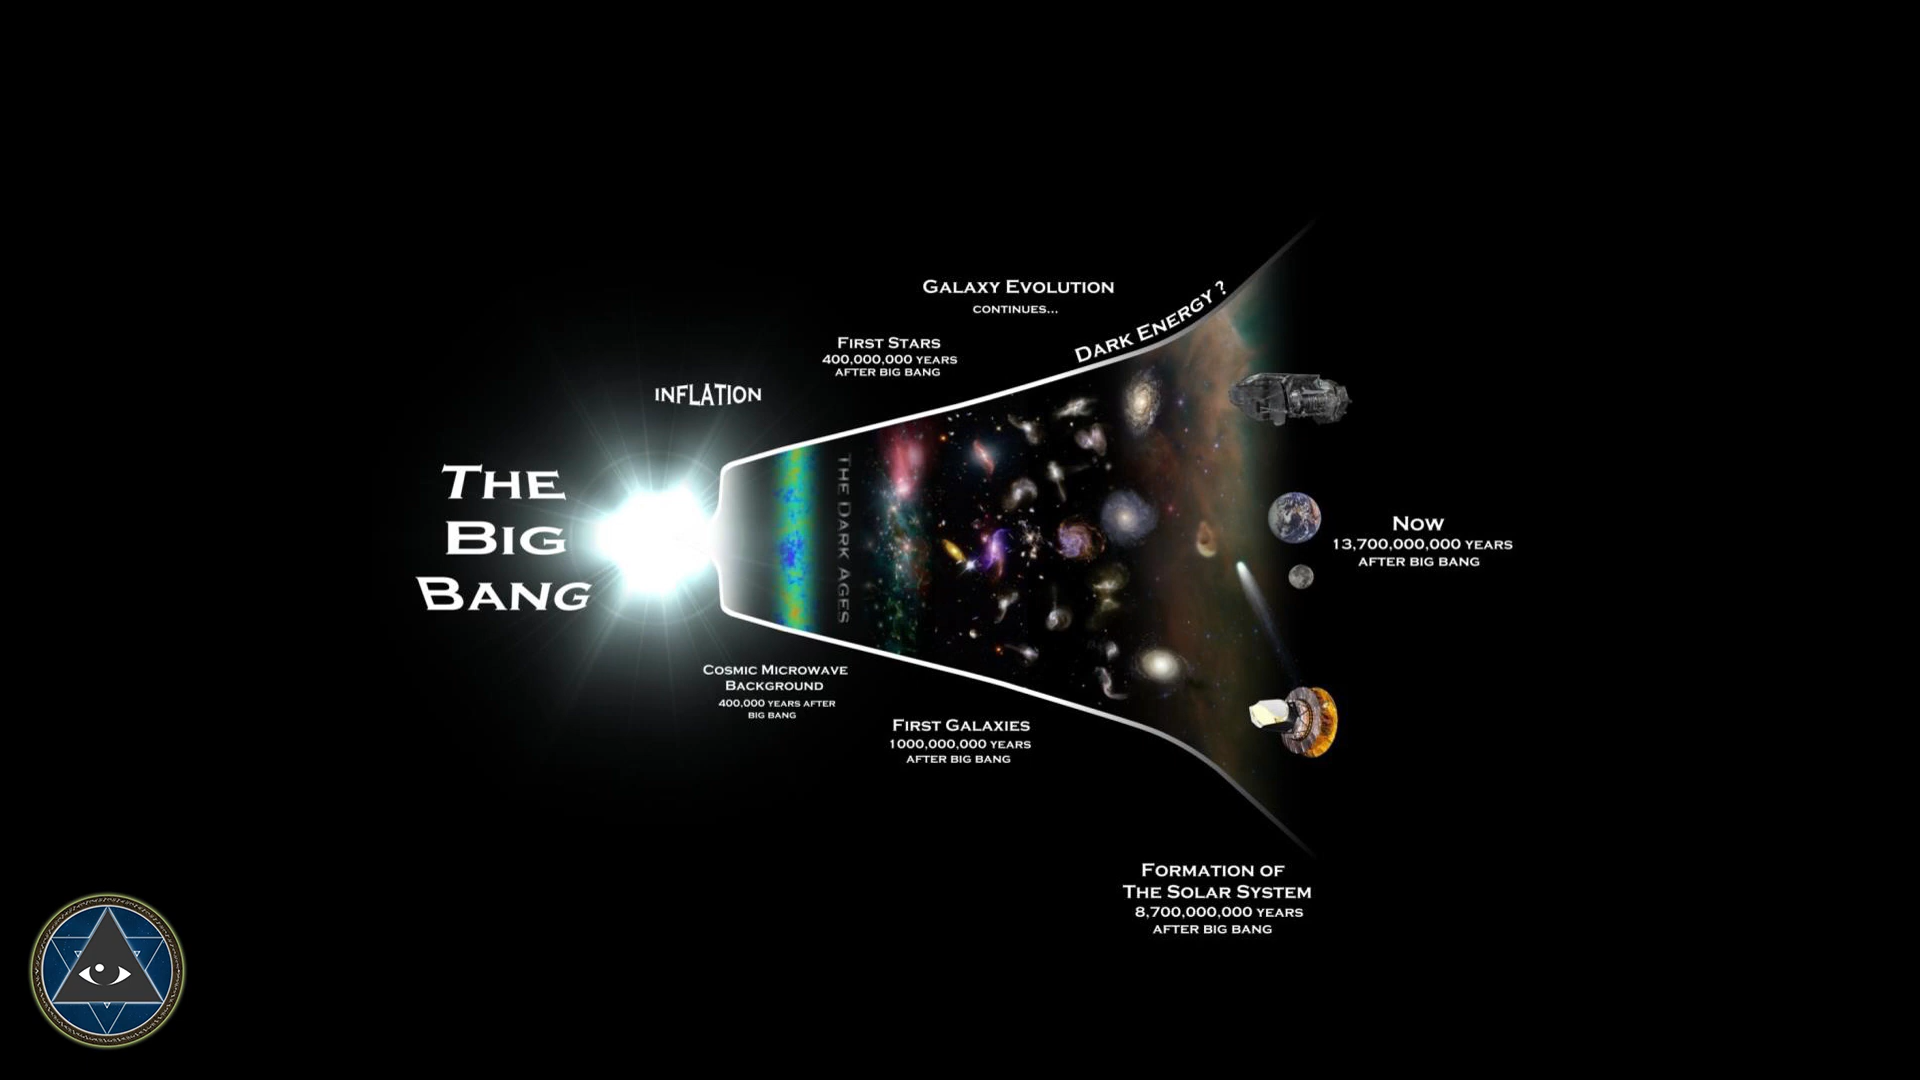 The
Big
Bang
Inflation
First Stars
400,000,000 years
after Big Bang
Galaxy Evolution
continues...
Dark Energy ?
The Dark Ages
Cosmic Microwave
Background
400,000 years after
Big Bang
First Galaxies
1000,000,000 years
after Big Bang
Formation of
The Solar System
8,700,000,000 years
after Big Bang
Now
13,700,000,000 years
after Big Bang